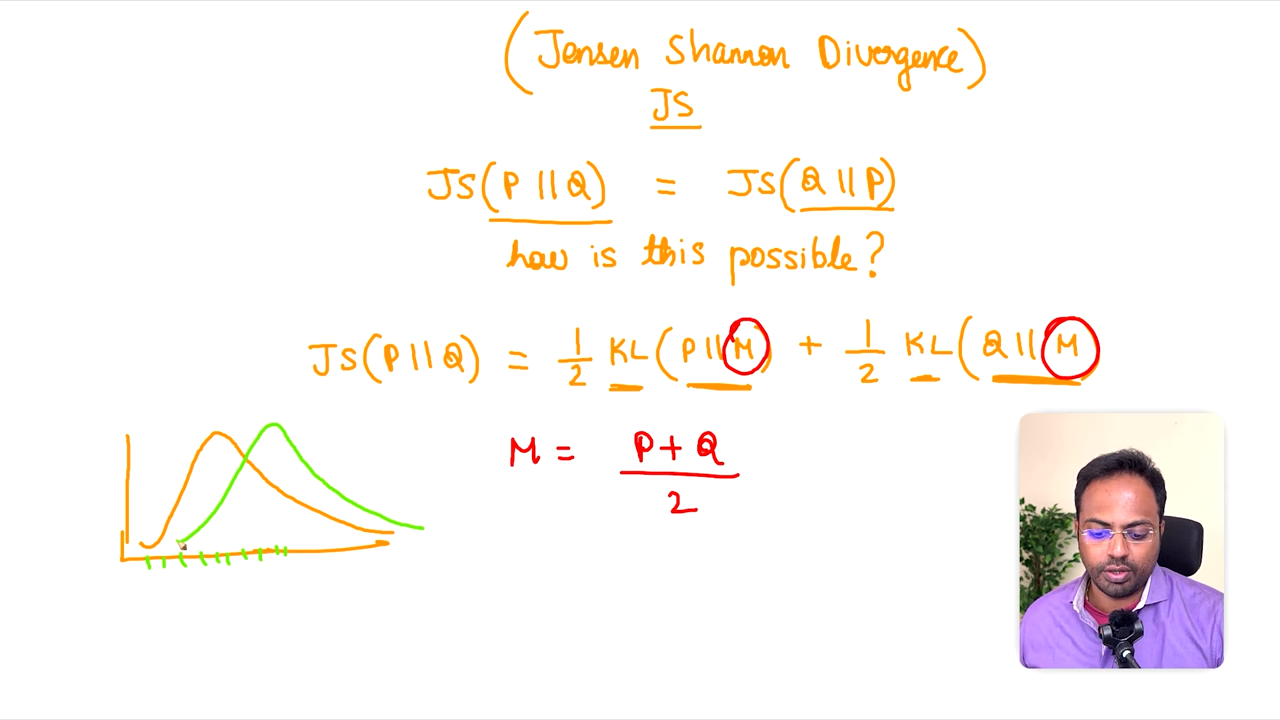 (Jensen Shannon Divergence)
JS
JS(P || Q) = JS(Q || P)
how is this possible?
JS(P || Q) = 1/2 KL(P || M) + 1/2 KL(Q || M)
M = P + Q / 2